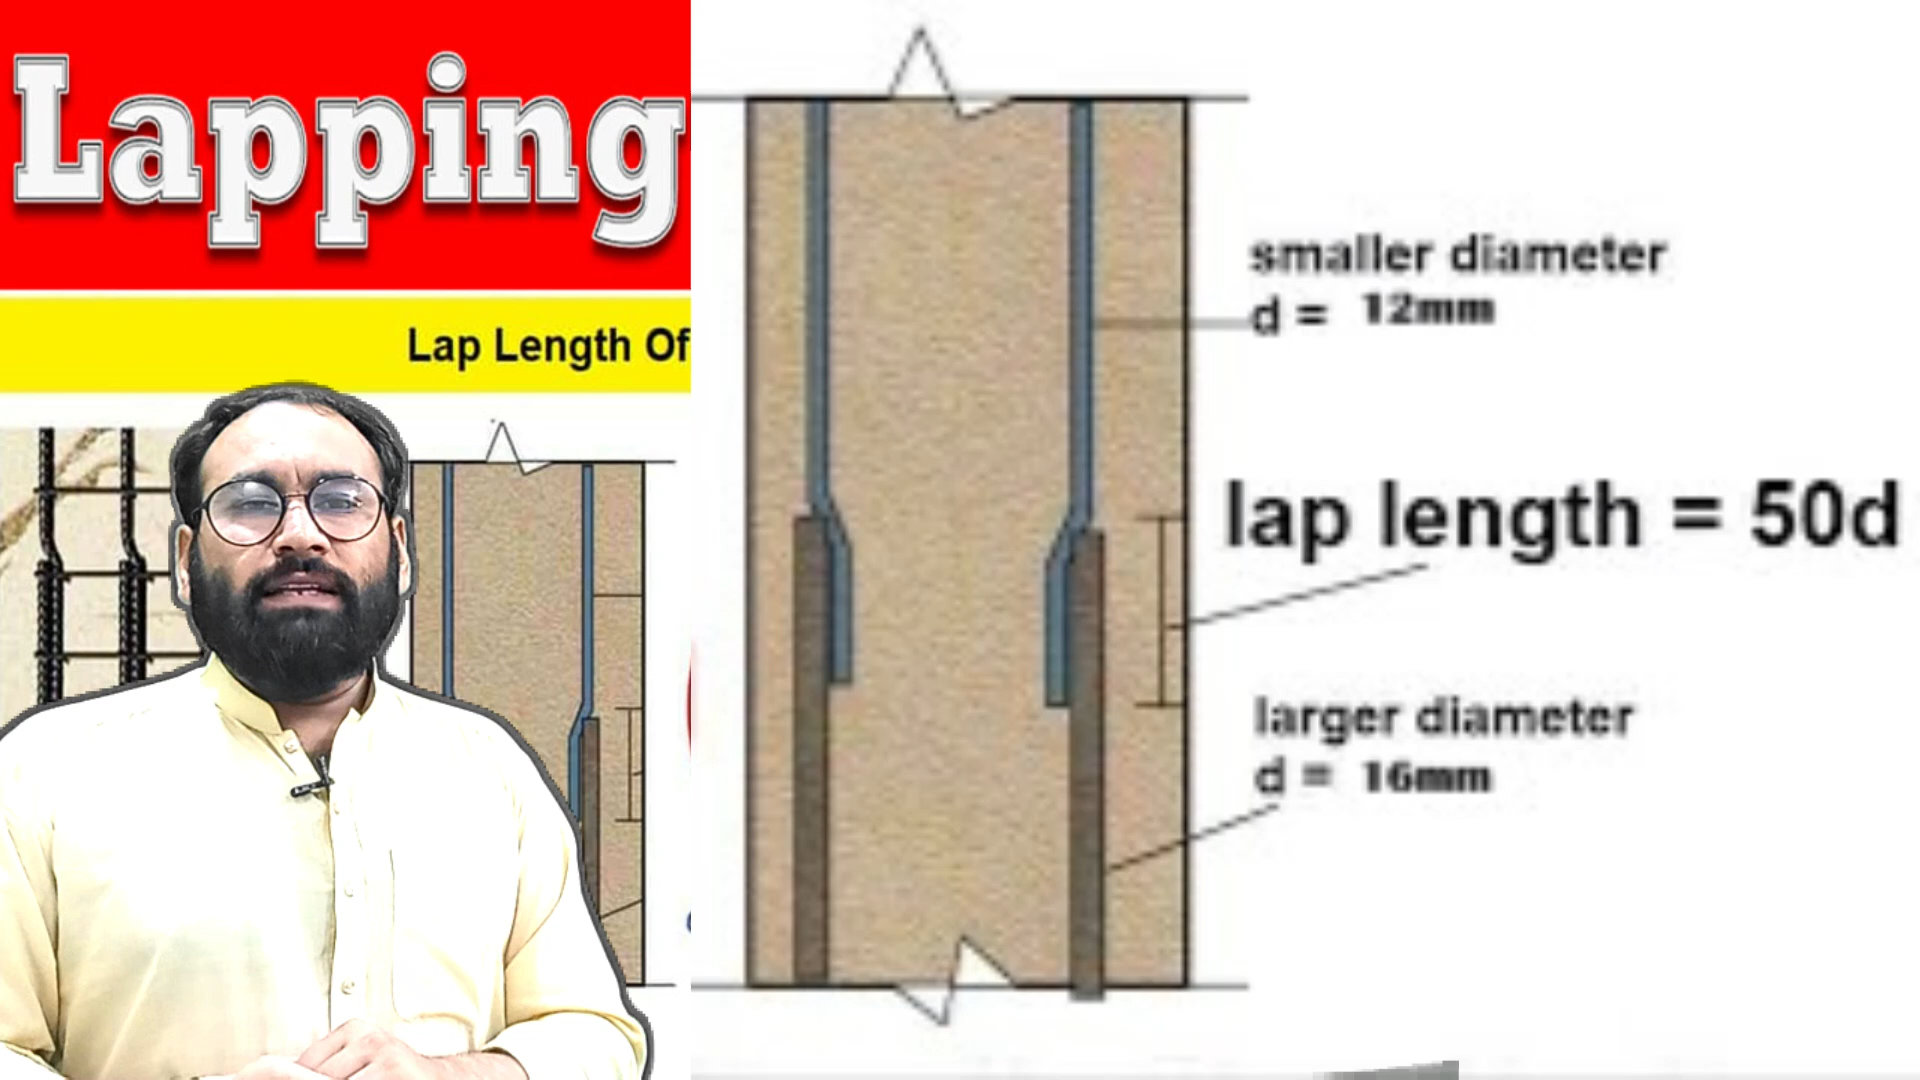 Lapping
Lap Length Of
smaller diameter
d = 12mm
lap length = 50d
larger diameter
d = 16mm